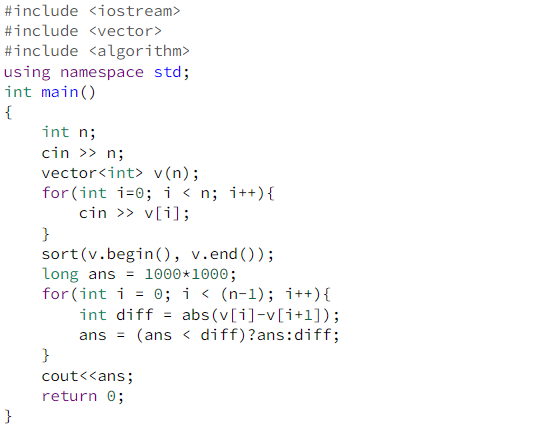 #include <iostream>
#include <vector>
#include <algorithm>
using namespace std;
int main()
{
    int n;
    cin >> n;
    vector<int> v(n);
    for(int i=0; i < n; i++){
        cin >> v[i];
    }
    sort(v.begin(), v.end());
    long ans = 1000*1000;
    for(int i = 0; i < (n-1); i++){
        int diff = abs(v[i]-v[i+1]);
        ans = (ans < diff)?ans:diff;
    }
    cout<<ans;
    return 0;
}